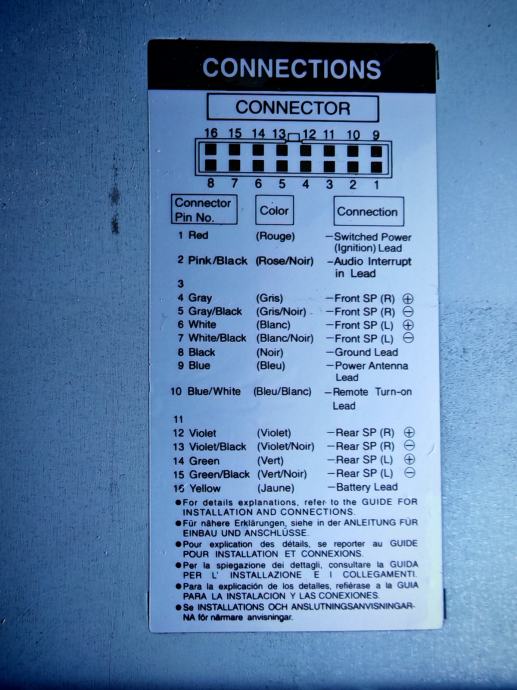 CONNECTIONS
CONNECTOR
16 15 14 13 12 11 10 9
8 7 6 5 4 3 2 1
Connector Pin No. Color Connection
1 Red (Rouge) –Switched Power
(Ignition) Lead
2 Pink/Black (Rose/Noir) –Audio Interrupt
in Lead
3
4 Gray (Gris) –Front SP (R) ⊕
5 Gray/Black (Gris/Noir) –Front SP (R) ⊖
6 White (Blanc) –Front SP (L) ⊕
7 White/Black (Blanc/Noir) –Front SP (L) ⊖
8 Black (Noir) –Ground Lead
9 Blue (Bleu) –Power Antenna
Lead
10 Blue/White (Bleu/Blanc) –Remote Turn-on
Lead
11
12 Violet (Violet) –Rear SP (R) ⊕
13 Violet/Black (Violet/Noir) –Rear SP (R) ⊖
14 Green (Vert) –Rear SP (L) ⊕
15 Green/Black (Vert/Noir) –Rear SP (L) ⊖
16 Yellow (Jaune) –Battery Lead
●For details explanations, refer to the GUIDE FOR
INSTALLATION AND CONNECTIONS.
●Für nähere Erklärungen, siehe in der ANLEITUNG FÜR
EINBAU UND ANSCHLÜSSE.
●Pour explication des détails, se reporter au GUIDE
POUR INSTALLATION ET CONNEXIONS.
●Per la spiegazione dei dettagli, consultare la GUIDA
PER L' INSTALLAZIONE E I COLLEGAMENTI.
●Para la explicación de los detalles, refiérase a la GUIA
PARA LA INSTALACION Y LAS CONEXIONES.
●Se INSTALLATIONS OCH ANSLUTNINGSANVISNINGAR-
NA för närmare anvisningar.